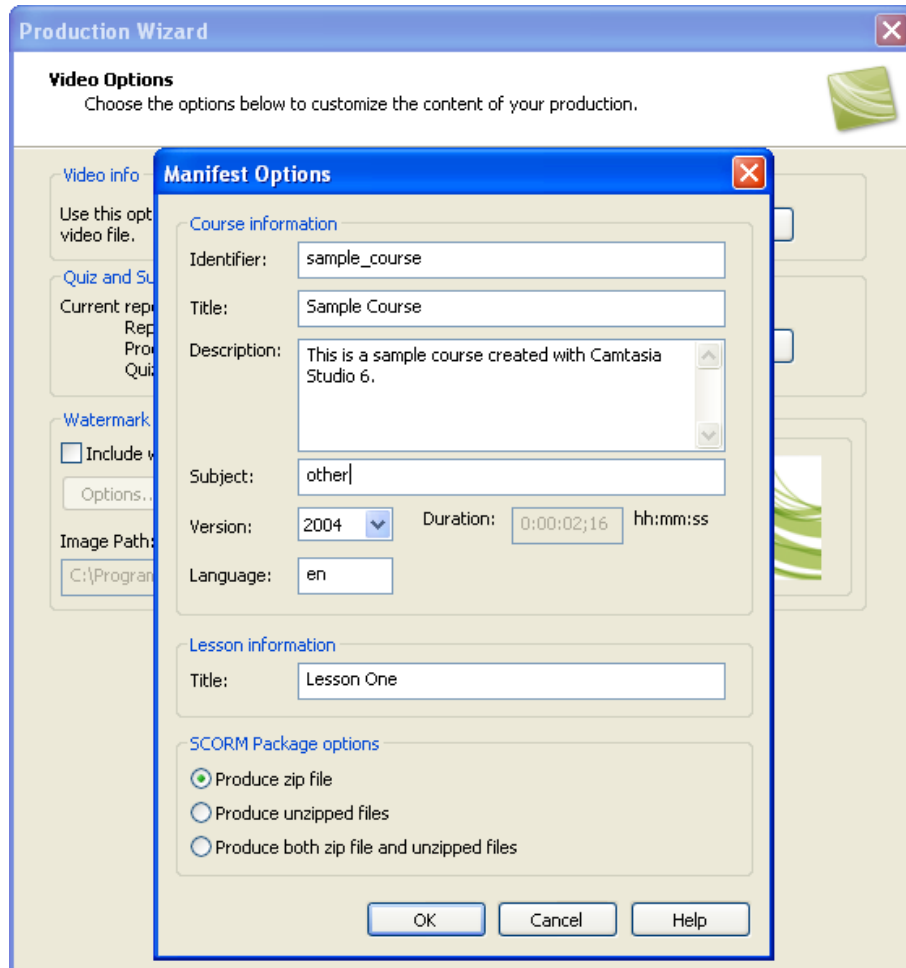 Production Wizard
Video Options
Choose the options below to customize the content of your production.
Video info
Use this opt
video file.
Quiz and Su
Current repo
Rep
Pro
Quiz
Watermark
Include w
Options..
Image Path:
C:\Program
Manifest Options
Course information
Identifier: sample_course
Title: Sample Course
Description: This is a sample course created with Camtasia
Studio 6.
Subject: other
Version: 2004 Duration: 0:00:02;16 hh:mm:ss
Language: en
Lesson information
Title: Lesson One
SCORM Package options
Produce zip file
Produce unzipped files
Produce both zip file and unzipped files
OK Cancel Help